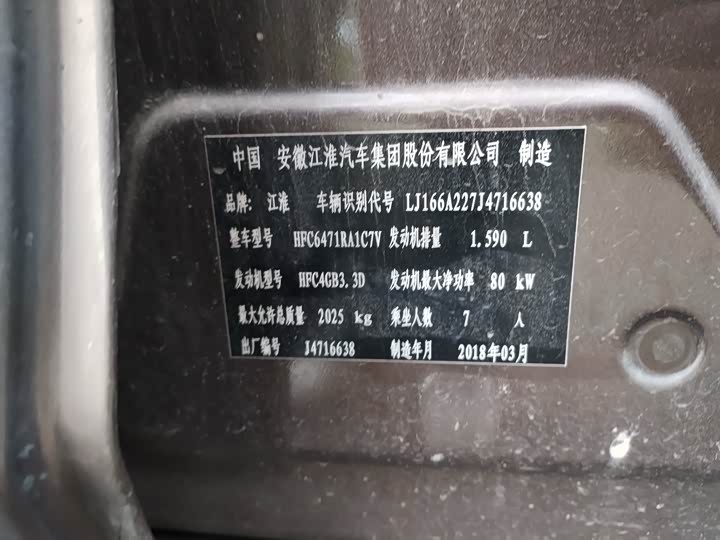 中国 安徽江淮汽车集团股份有限公司 制造
品牌: 江淮 车辆识别代号 LJ166A227J4716638
整车型号 HFC6471RA1C7V 发动机排量 1.590 L
发动机型号 HFC4GB3.3D 发动机最大净功率 80 kW
最大允许总质量 2025 kg 乘坐人数 7 人
出厂编号 J4716638 制造年月 2018年03月